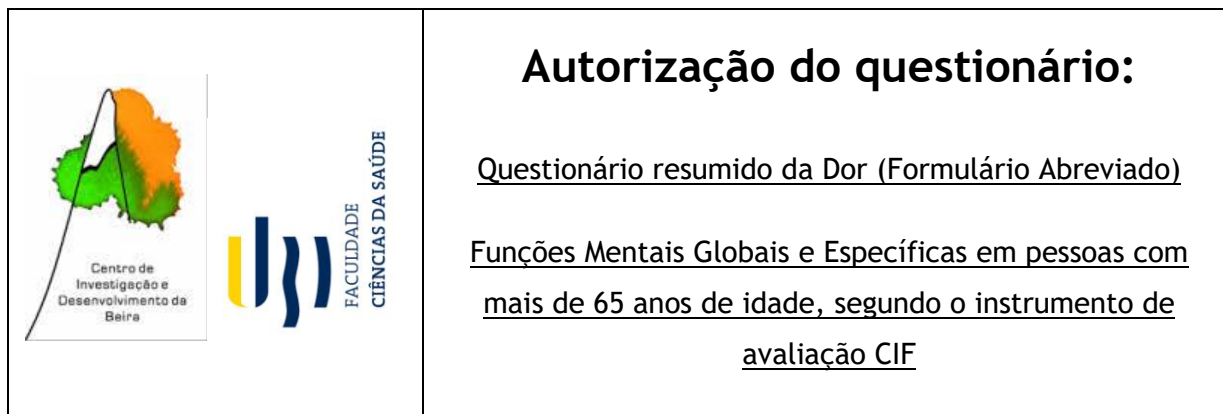 Centro de
Investigação e
Desenvolvimento da
Beira
ubi
FACULDADE
CIÊNCIAS DA SAÚDE
Autorização do questionário:
Questionário resumido da Dor (Formulário Abreviado)
Funções Mentais Globais e Específicas em pessoas com
mais de 65 anos de idade, segundo o instrumento de
avaliação CIF